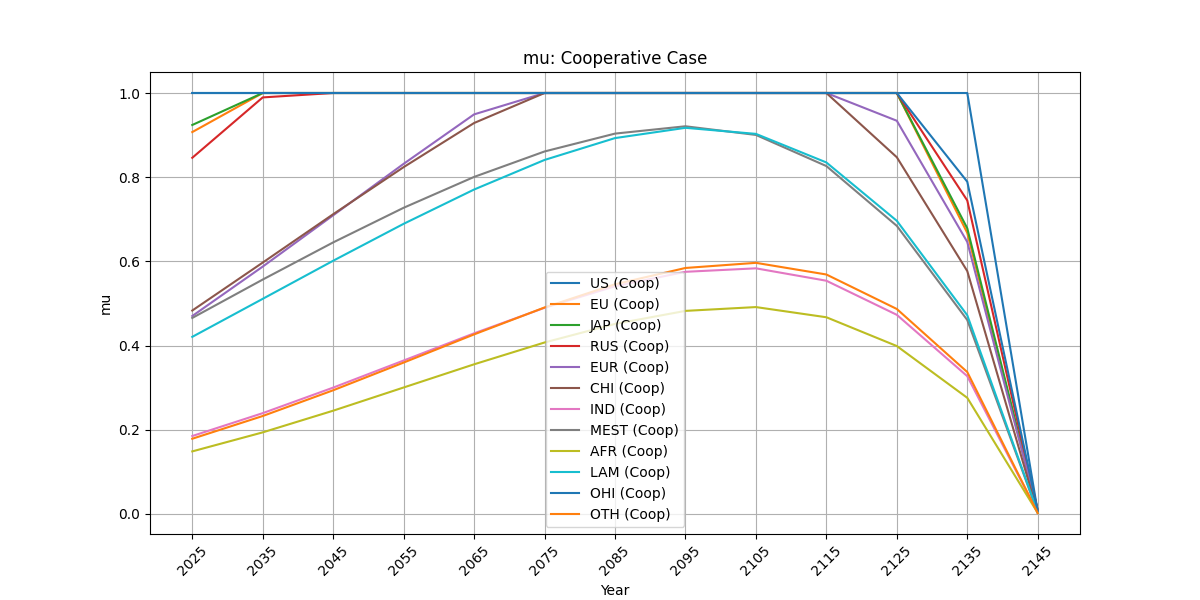 mu: Cooperative Case
mu
1.0
0.8
0.6
0.4
0.2
0.0
US (Coop)
EU (Coop)
JAP (Coop)
RUS (Coop)
EUR (Coop)
CHI (Coop)
IND (Coop)
MEST (Coop)
AFR (Coop)
LAM (Coop)
OHI (Coop)
OTH (Coop)
2025 2035 2045 2055 2065 2075 2085 2095 2105 2115 2125 2135 2145
Year